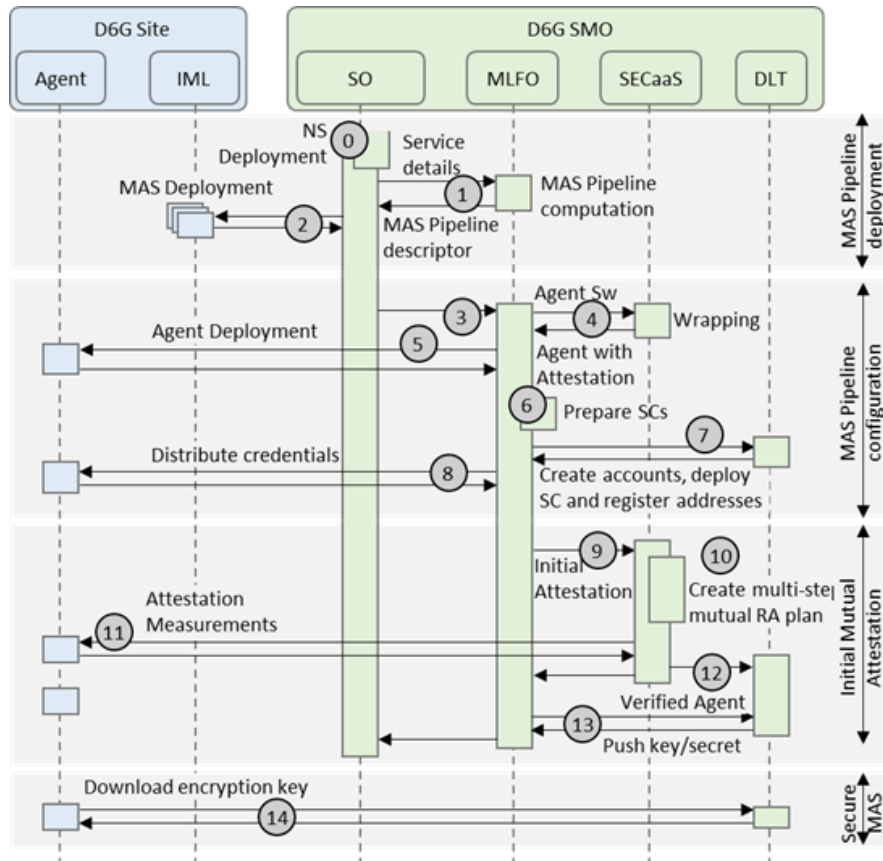 D6G Site
D6G SMO
Agent
IML
SO
MLFO
SECaaS
DLT
NS
Deployment
0
Service
details
MAS Deployment
1
MAS Pipeline
computation
2
MAS Pipeline
descriptor
MAS Pipeline
deployment
3
Agent Sw
4
Wrapping
Agent Deployment
5
Agent with
Attestation
6
Prepare SCs
7
Distribute credentials
8
Create accounts, deploy
SC and register addresses
MAS Pipeline
configuration
9
10
Initial
Attestation
Create multi-step
mutual RA plan
Attestation
Measurements
11
12
Verified Agent
13
Push key/secret
Initial Mutual
Attestation
Download encryption key
14
Secure
MAS